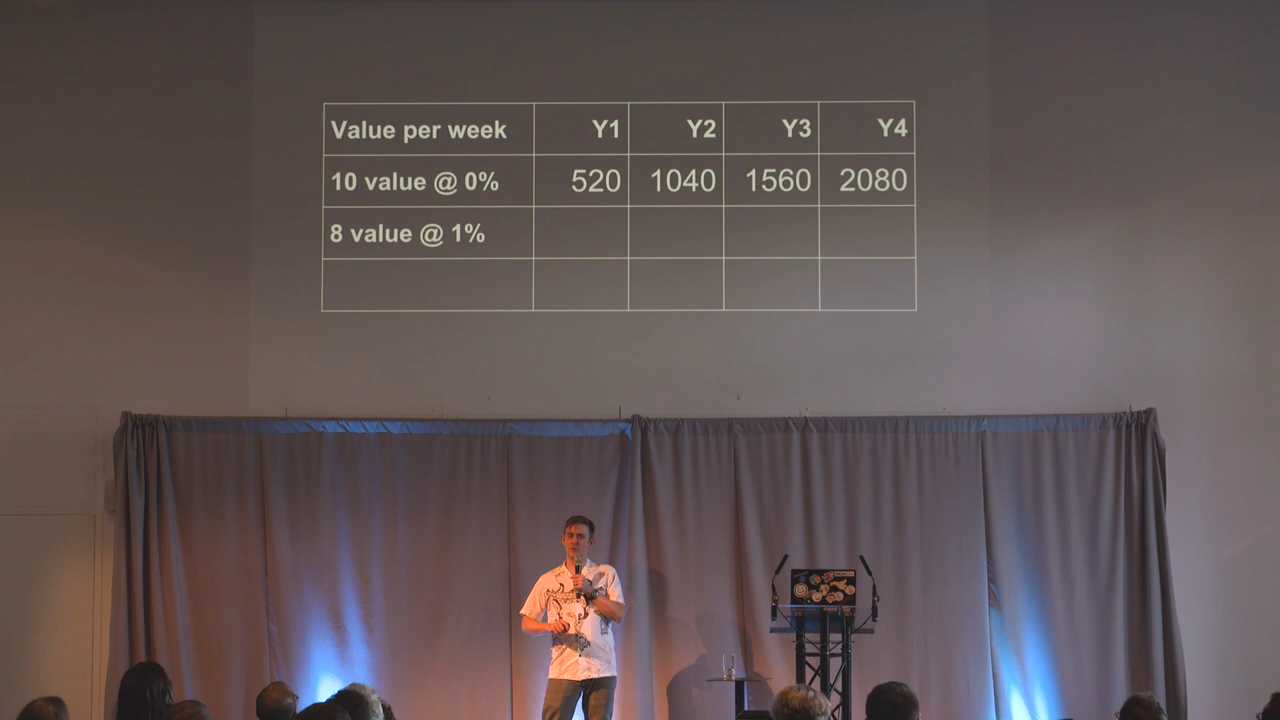 Value per week Y1 Y2 Y3 Y4
10 value @ 0% 520 1040 1560 2080
8 value @ 1%